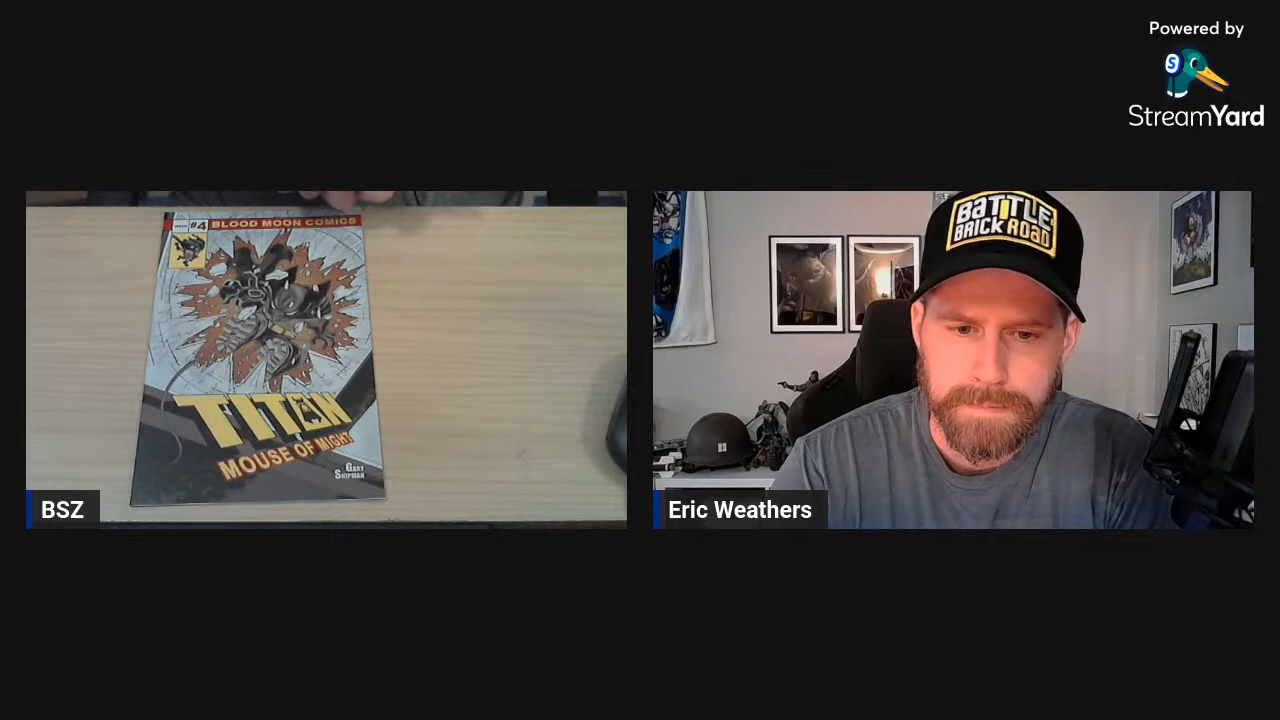 Powered by
S
StreamYard
ISSUE #4 BLOOD MOON COMICS
TITAN
MOUSE OF MIGHT
GARY
SHIPMAN
BSZ
BATTLE
BRICK ROAD
Eric Weathers